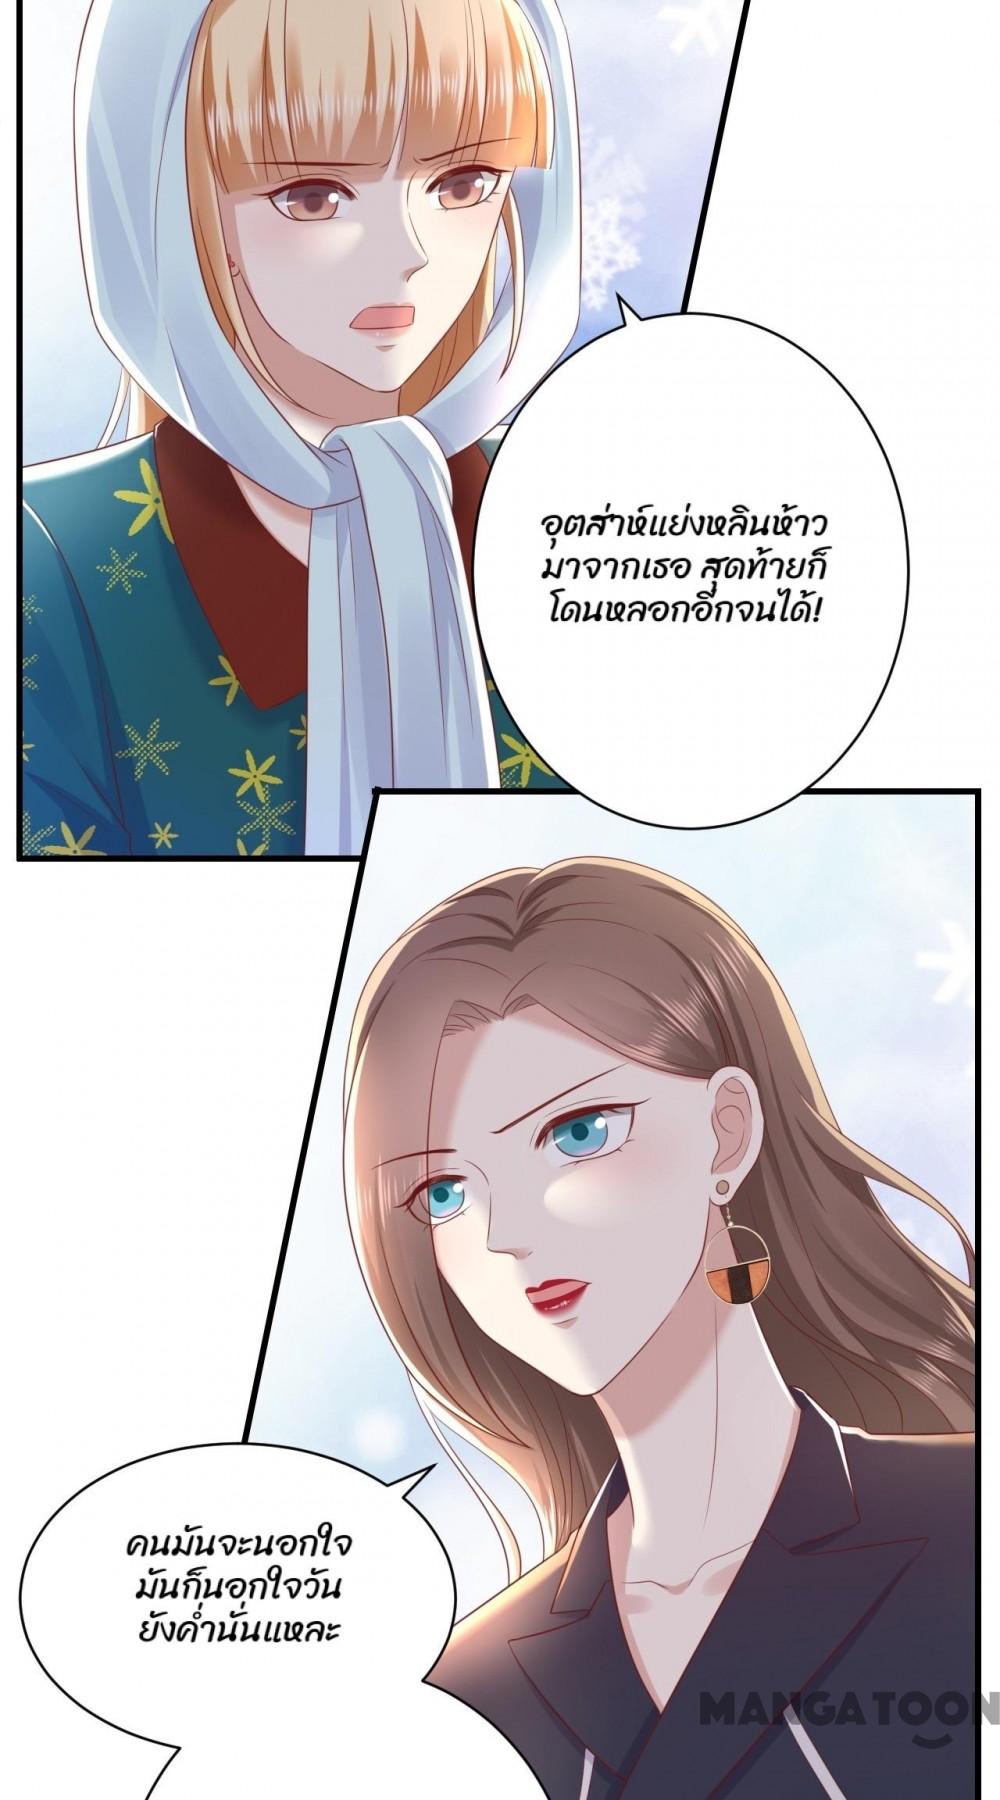 อุตส่าห์แย่งหลินห้าว
มาจากเธอ สุดท้ายก็
โดนหลอกอีกจนได้!
คนมันจะนอกใจ
มันก็นอกใจวัน
ยังค่ำนั่นแหละ
MANGATOON